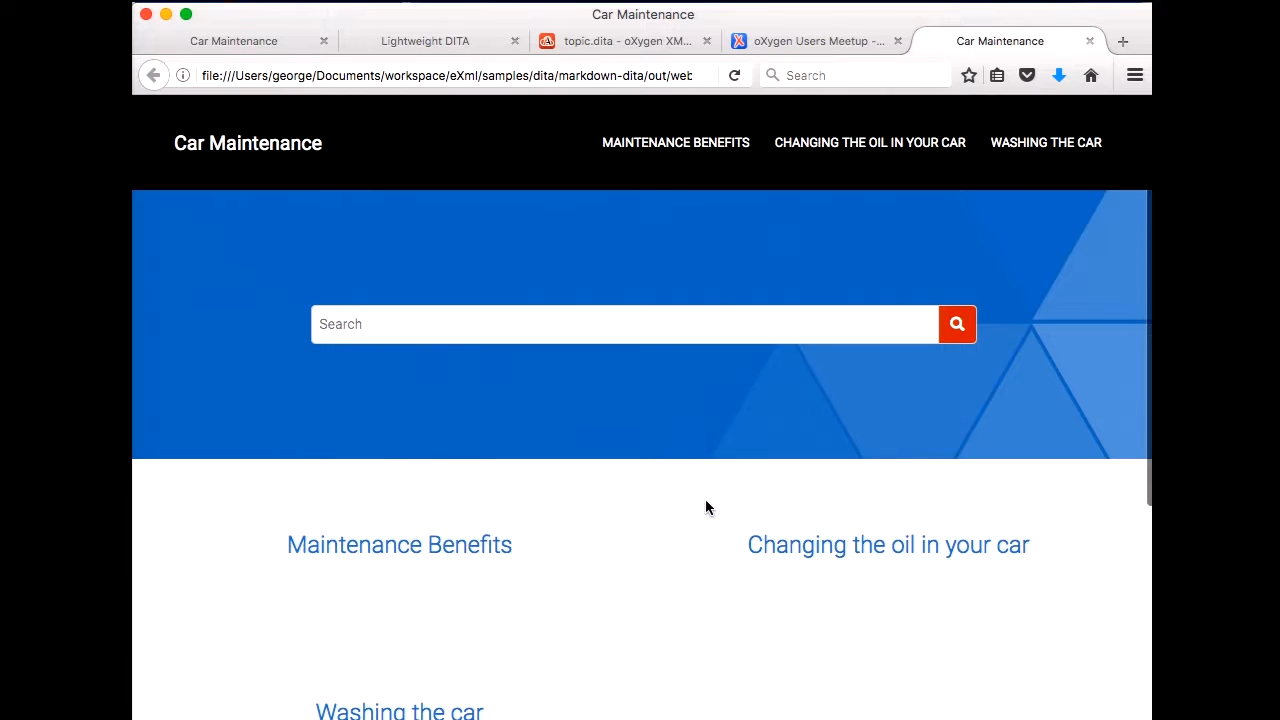 Car Maintenance
Car Maintenance
Lightweight DITA
topic.dita - oXygen XM...
oXygen Users Meetup -...
Car Maintenance
file:///Users/george/Documents/workspace/eXml/samples/dita/markdown-dita/out/web
Search
Car Maintenance
MAINTENANCE BENEFITS
CHANGING THE OIL IN YOUR CAR
WASHING THE CAR
Search
Maintenance Benefits
Changing the oil in your car
Washing the car